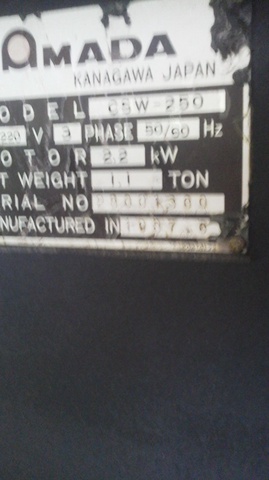 AMADA
KANAGAWA JAPAN
ODEL CSW-250
220 V 3 PHASE 50/60 Hz
OTOR 2.2 kW
T WEIGHT 1.1 TON
ERIAL NO
NUFACTURED IN